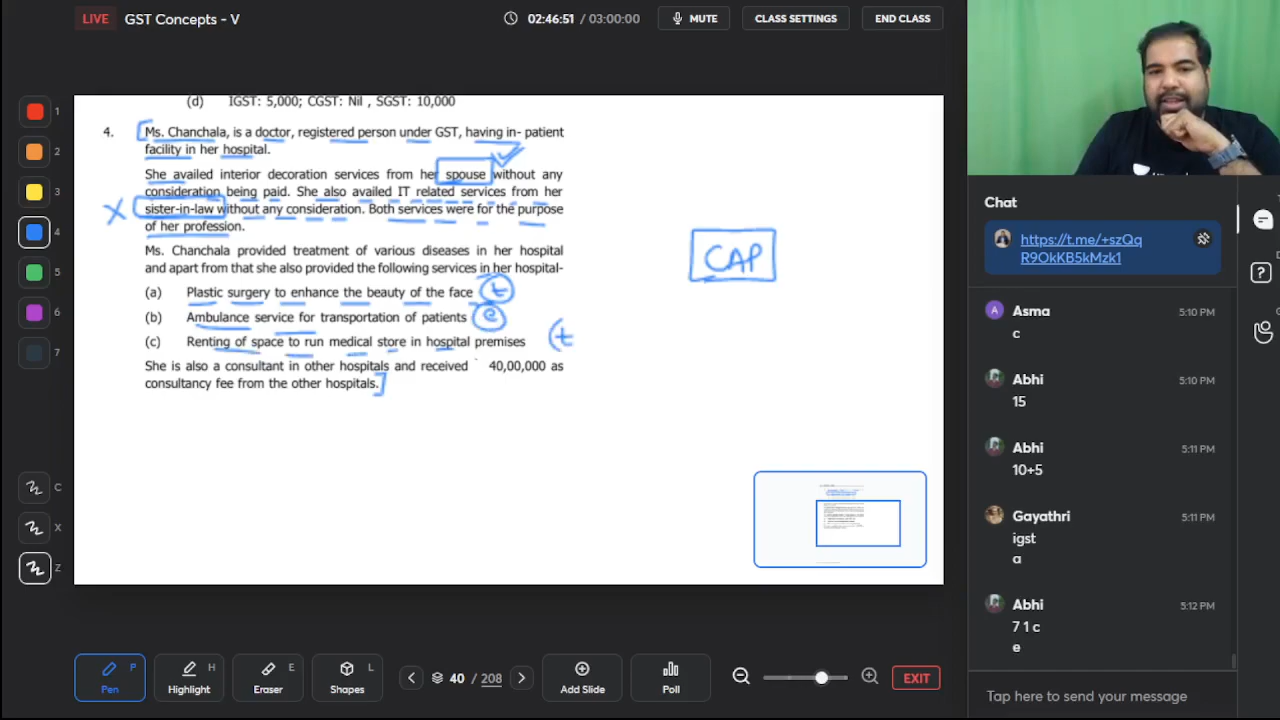 LIVE GST Concepts - V 02:46:51 / 03:00:00 MUTE CLASS SETTINGS END CLASS
1
2
3
4
5
6
7
C
X
Z
(d) IGST: 5,000; CGST: Nil , SGST: 10,000
4. Ms. Chanchala, is a doctor, registered person under GST, having in- patient
facility in her hospital.
She availed interior decoration services from her spouse without any
consideration being paid. She also availed IT related services from her
X sister-in-law without any consideration. Both services were for the purpose
of her profession.
Ms. Chanchala provided treatment of various diseases in her hospital
and apart from that she also provided the following services in her hospital-
(a) Plastic surgery to enhance the beauty of the face t
(b) Ambulance service for transportation of patients e
(c) Renting of space to run medical store in hospital premises (t
She is also a consultant in other hospitals and received ` 40,00,000 as
consultancy fee from the other hospitals.
CAP
Chat
https://t.me/+szQq
R9OkKB5kMzk1
Asma 5:10 PM
c
Abhi 5:10 PM
15
Abhi 5:11 PM
10+5
Gayathri 5:11 PM
igst
a
Abhi 5:12 PM
7 1 c
e
Tap here to send your message
Pen P
Highlight H
Eraser E
Shapes L
40 / 208
Add Slide
Poll
EXIT